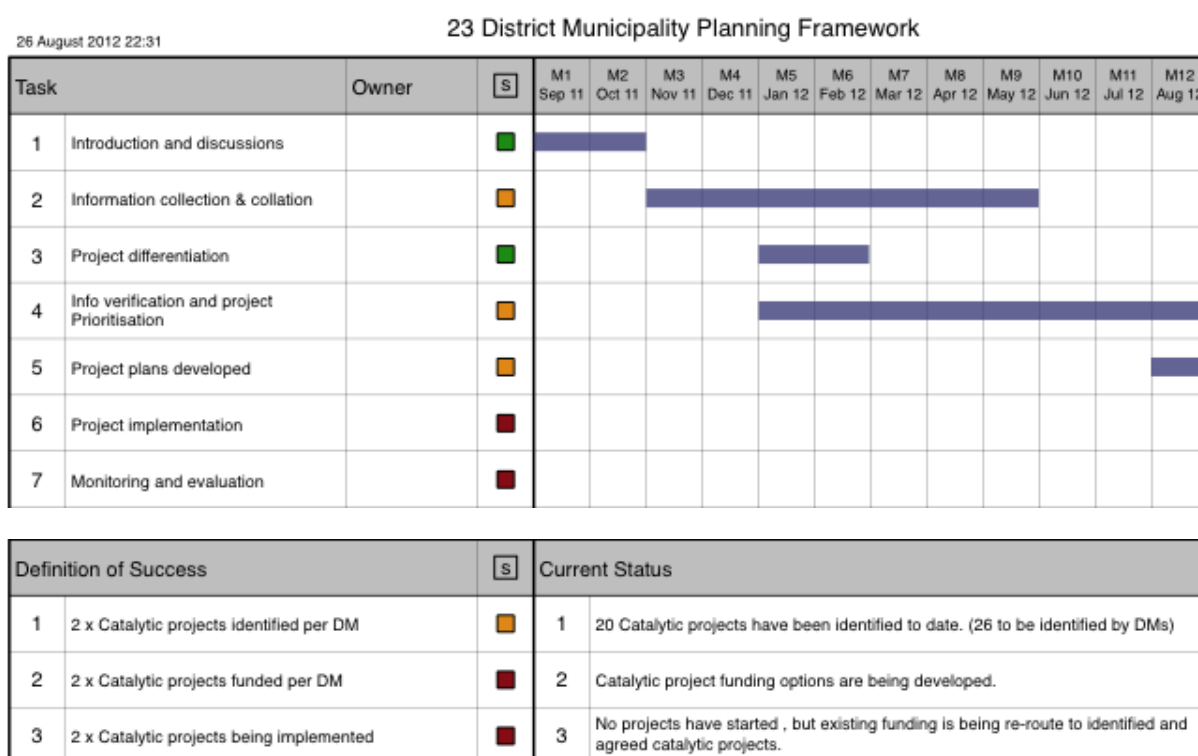 23 District Municipality Planning Framework
26 August 2012 22:31
Task Owner S M1 M2 M3 M4 M5 M6 M7 M8 M9 M10 M11 M12
Sep 11 Oct 11 Nov 11 Dec 11 Jan 12 Feb 12 Mar 12 Apr 12 May 12 Jun 12 Jul 12 Aug 12
1 Introduction and discussions
2 Information collection & collation
3 Project differentiation
4 Info verification and project
Prioritisation
5 Project plans developed
6 Project implementation
7 Monitoring and evaluation
Definition of Success S Current Status
1 2 x Catalytic projects identified per DM 1 20 Catalytic projects have been identified to date. (26 to be identified by DMs)
2 2 x Catalytic projects funded per DM 2 Catalytic project funding options are being developed.
3 2 x Catalytic projects being implemented 3 No projects have started , but existing funding is being re-route to identified and
agreed catalytic projects.